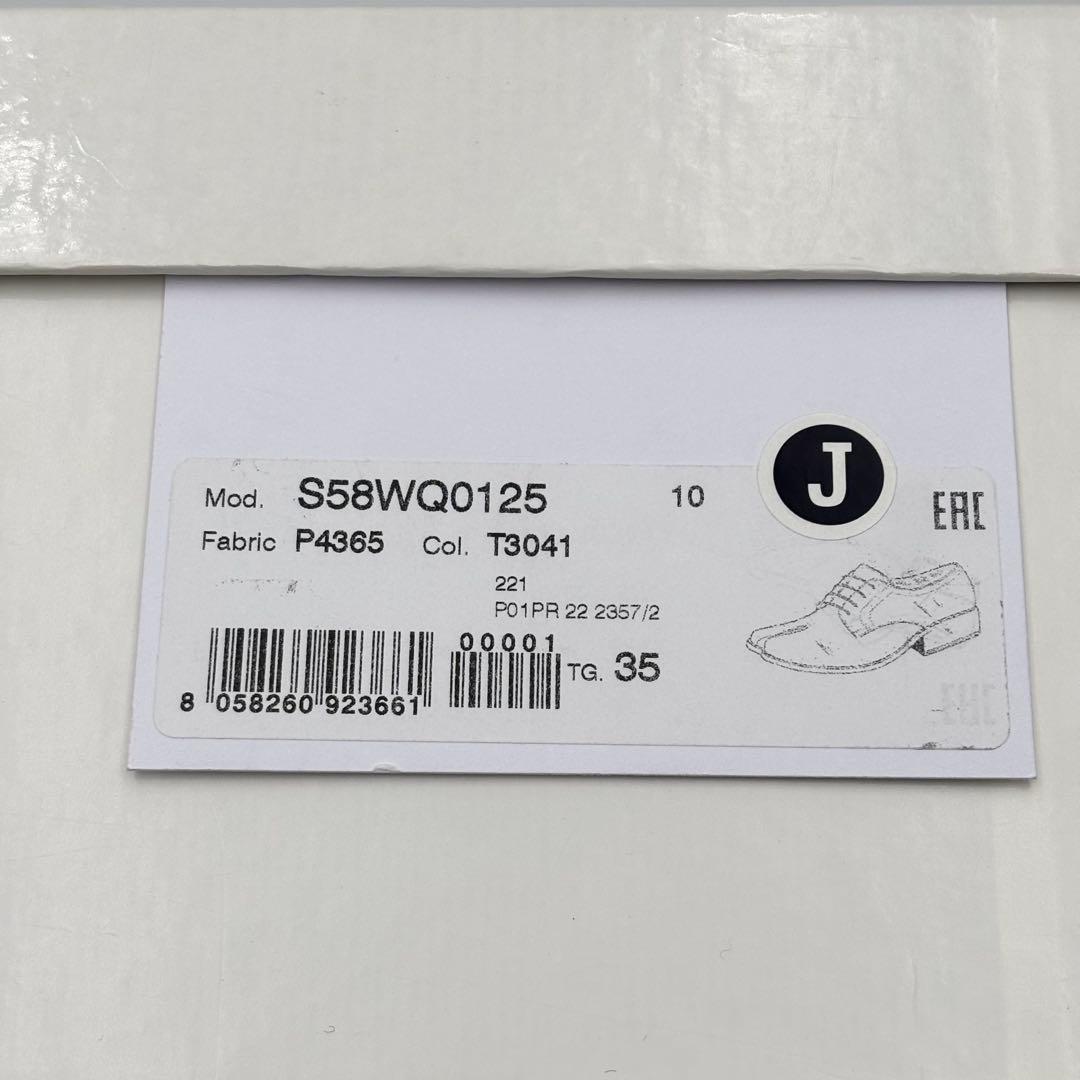 Mod. S58WQ0125 10 J EAC
Fabric P4365 Col. T3041
221
P01PR 22 2357/2
00001
TG. 35
8 058260 923661